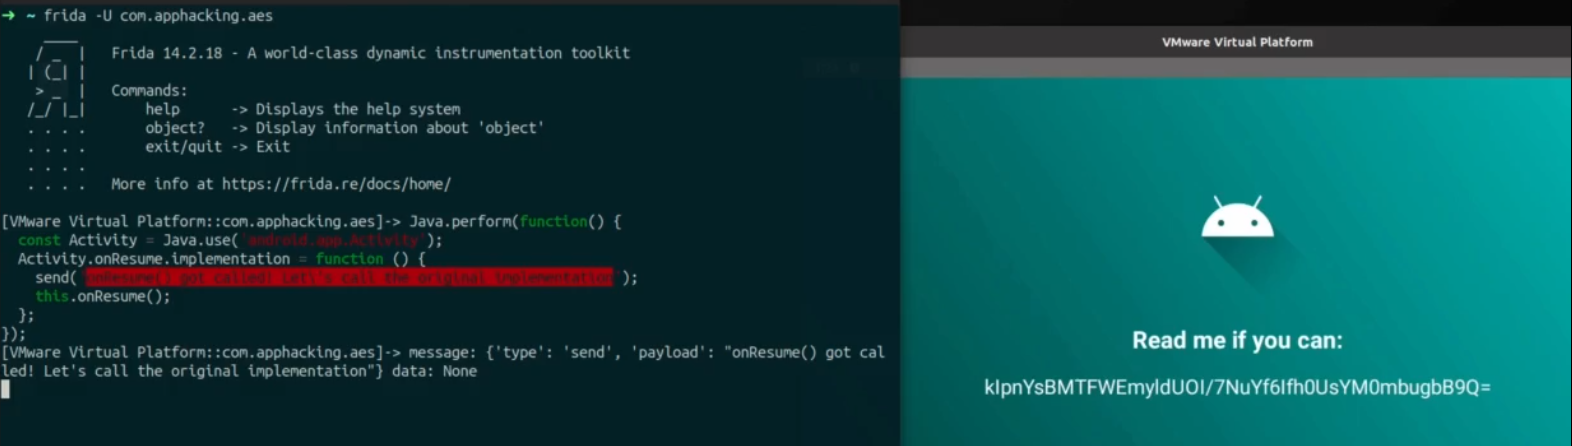 ➜ ~ frida -U com.apphacking.aes
____
/ _ | Frida 14.2.18 - A world-class dynamic instrumentation toolkit
| (_| |
> _ | Commands:
/_/ |_| help -> Displays the help system
. . . . object? -> Display information about 'object'
. . . . exit/quit -> Exit
. . . .
. . . . More info at https://frida.re/docs/home/
[VMware Virtual Platform::com.apphacking.aes]-> Java.perform(function() {
const Activity = Java.use('android.app.Activity');
Activity.onResume.implementation = function () {
send('onResume() got called! Let\'s call the original implementation');
this.onResume();
};
});
[VMware Virtual Platform::com.apphacking.aes]-> message: {'type': 'send', 'payload': "onResume() got cal
led! Let's call the original implementation"} data: None
VMware Virtual Platform
Read me if you can:
kIpnYsBMTFWEmyldUOI/7NuYf6Ifh0UsYM0mbugbB9Q=